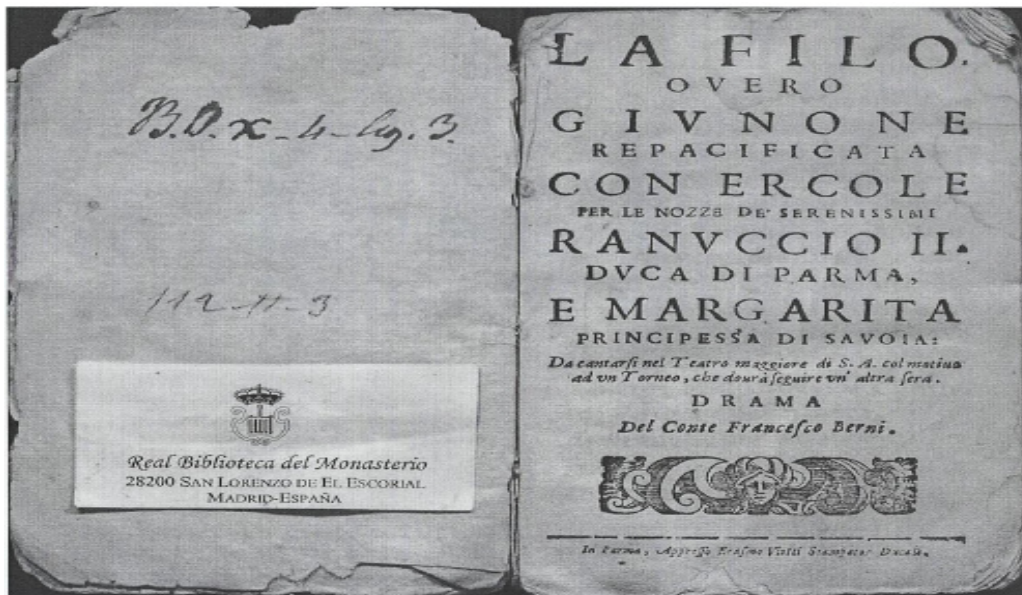 B.O.x-4-lig.3.
112-11-3
Real Biblioteca del Monasterio
28200 SAN LORENZO DE EL ESCORIAL
MADRID-ESPAÑA
LA FILO.
OVERO
GIVNONE
REPACIFICATA
CON ERCOLE
PER LE NOZZE DE' SERENISSIMI
RANVCCIO II.
DVCA DI PARMA,
E MARGARITA
PRINCIPESSA DI SAVOIA:
Da cantarsi nel Teatro maggiore di S. A. col motiuo
ad vn Torneo, che dourà seguire vn' altra sera.
DRAMA
Del Conte Francesco Berni.
In Parma, Appresso Erasmo Viotti Stampator Ducale.